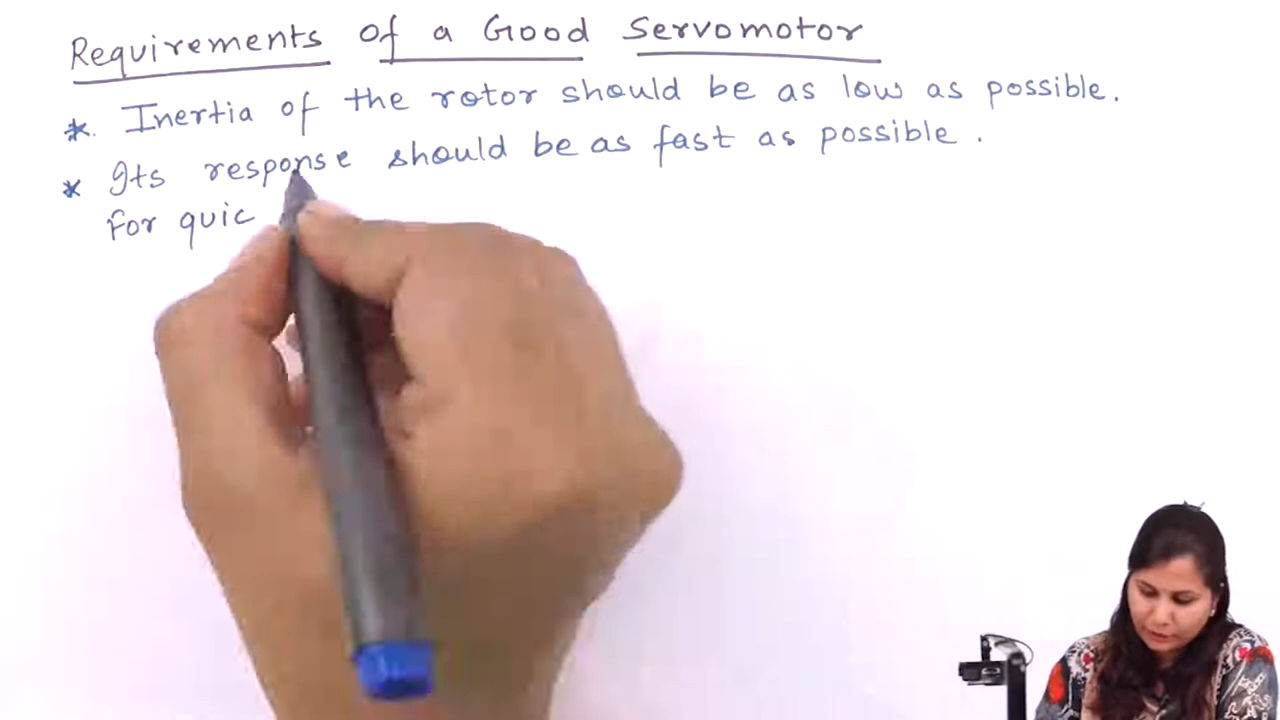 Requirements of a Good Servomotor
* Inertia of the rotor should be as low as possible.
* Its response should be as fast as possible.
For quic